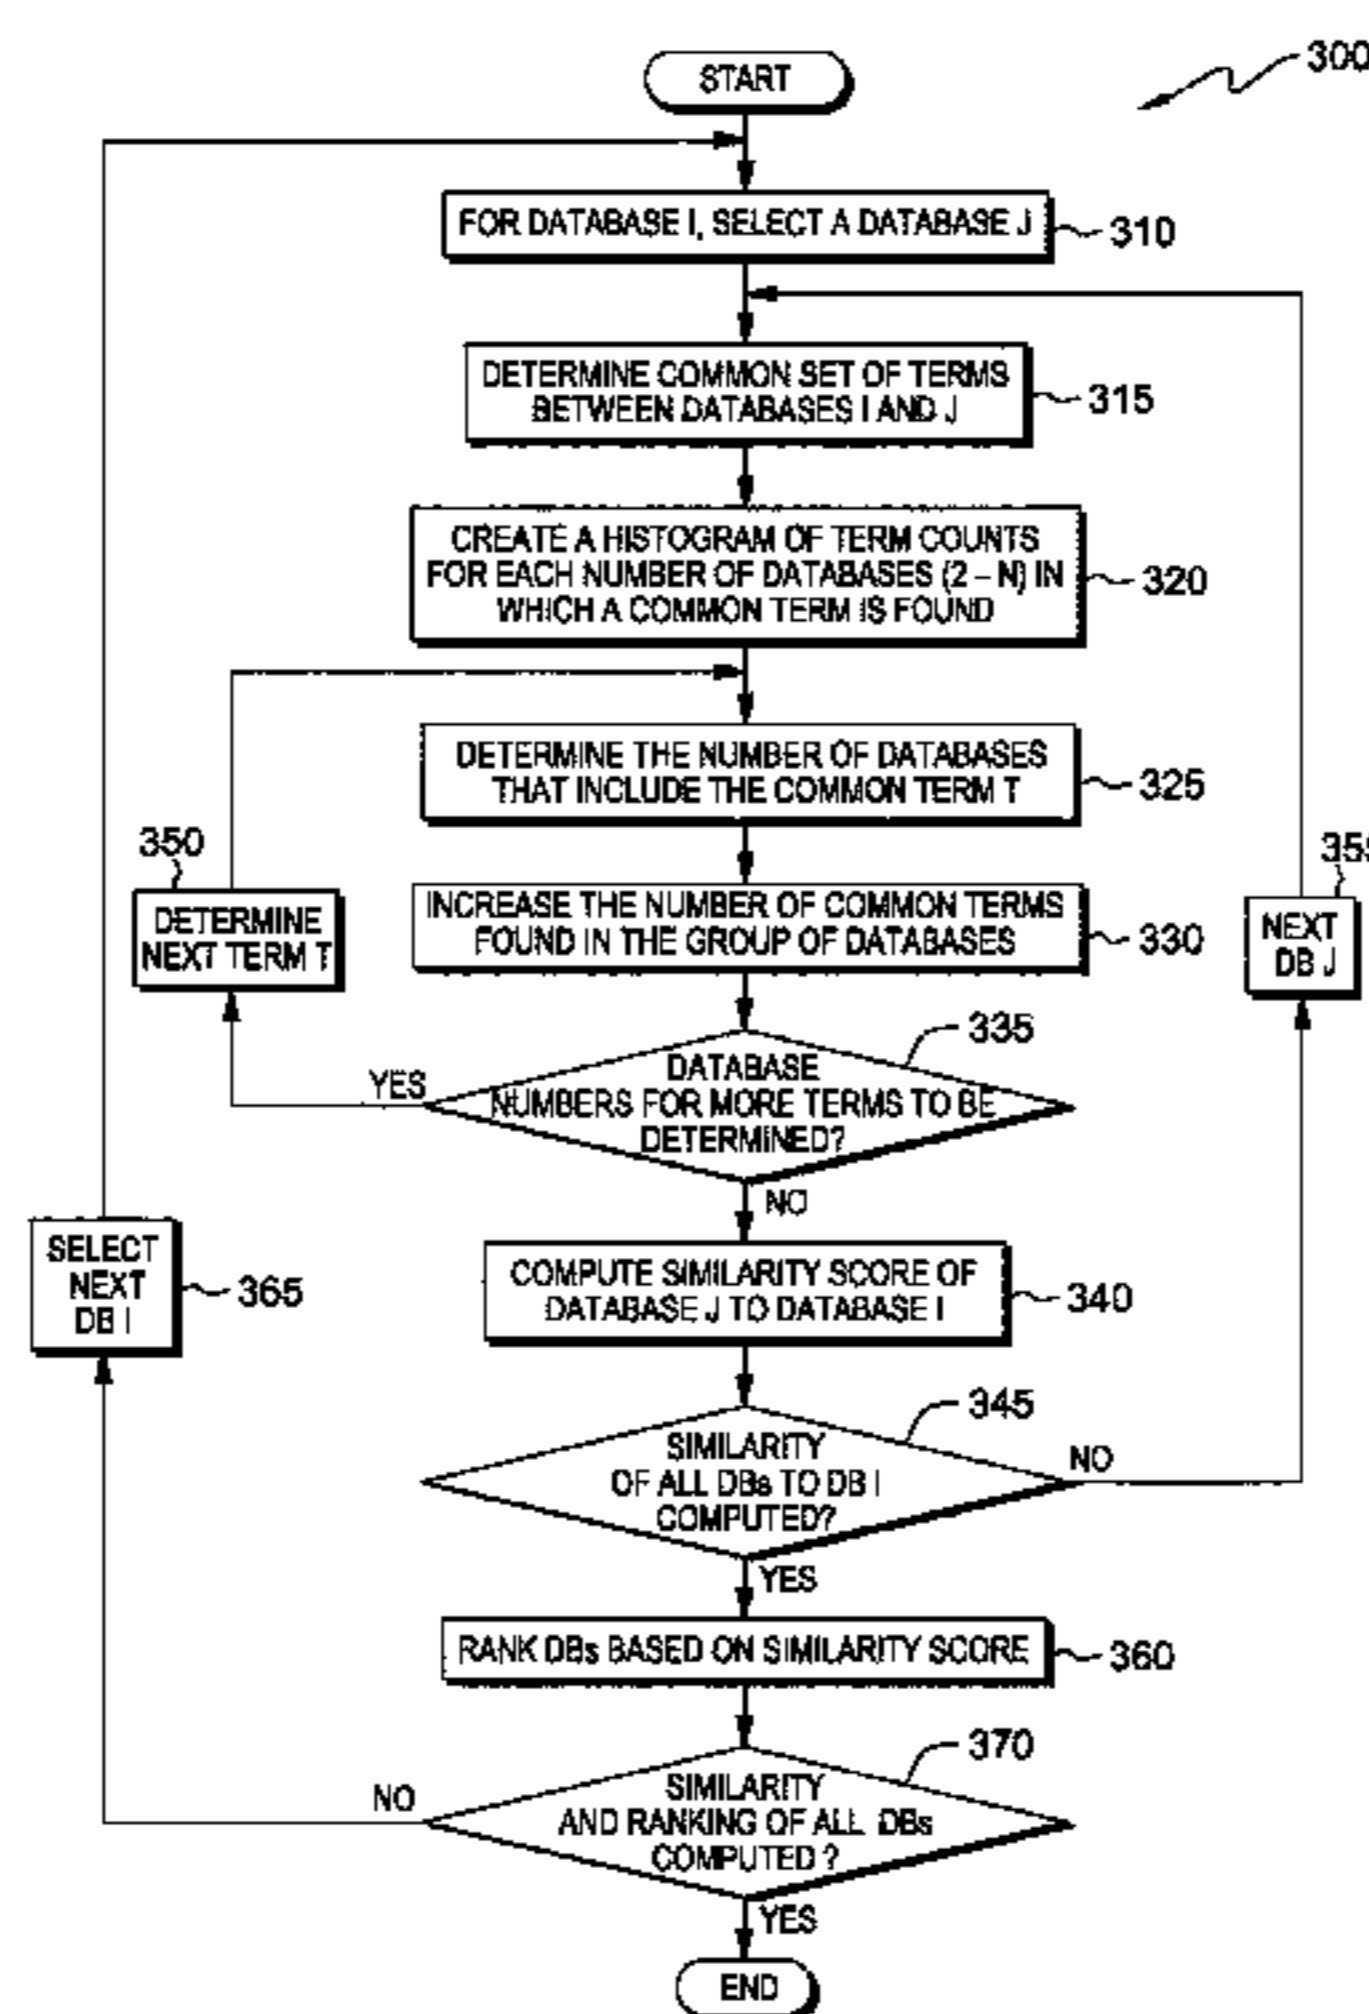 START
300
FOR DATABASE I, SELECT A DATABASE J
310
DETERMINE COMMON SET OF TERMS
BETWEEN DATABASES I AND J
315
CREATE A HISTOGRAM OF TERM COUNTS
FOR EACH NUMBER OF DATABASES (2 – N) IN
WHICH A COMMON TERM IS FOUND
320
DETERMINE THE NUMBER OF DATABASES
THAT INCLUDE THE COMMON TERM T
325
350
DETERMINE
NEXT TERM T
INCREASE THE NUMBER OF COMMON TERMS
FOUND IN THE GROUP OF DATABASES
330
355
NEXT
DB J
335
DATABASE
NUMBERS FOR MORE TERMS TO BE
DETERMINED?
YES
NO
SELECT
NEXT
DB I
365
COMPUTE SIMILARITY SCORE OF
DATABASE J TO DATABASE I
340
345
SIMILARITY
OF ALL DBs TO DB I
COMPUTED?
NO
YES
RANK DBs BASED ON SIMILARITY SCORE
360
370
SIMILARITY
AND RANKING OF ALL DBs
COMPUTED ?
NO
YES
END